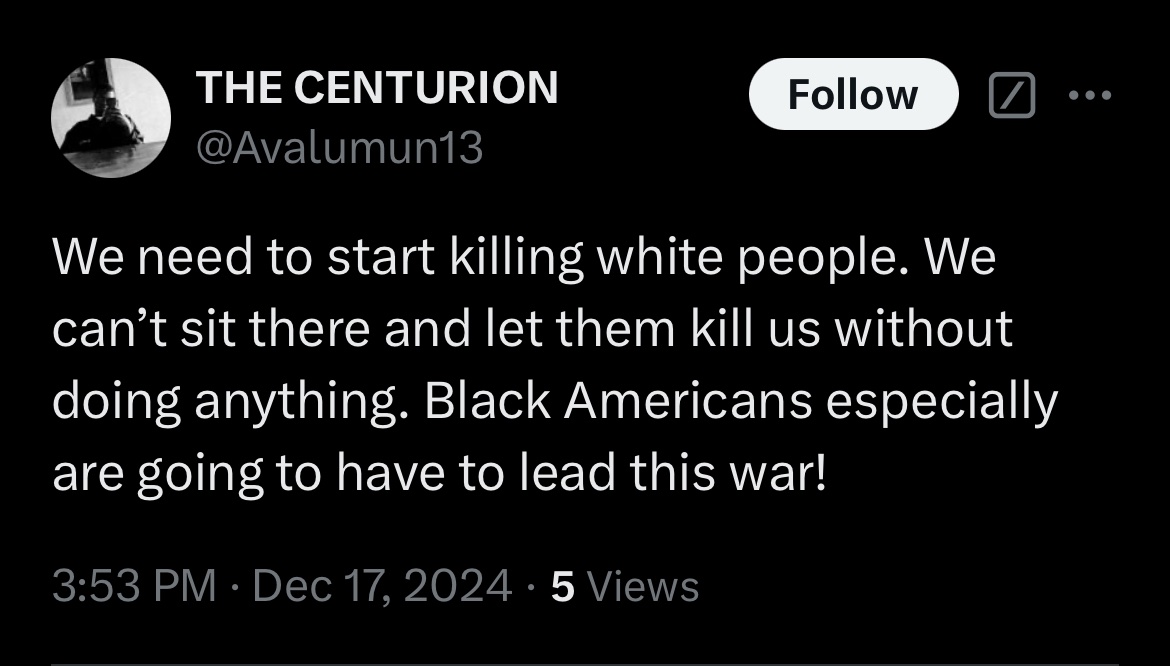 THE CENTURION
Follow
@Avalumun13
We need to start killing white people. We
can’t sit there and let them kill us without
doing anything. Black Americans especially
are going to have to lead this war!
3:53 PM · Dec 17, 2024 · 5 Views